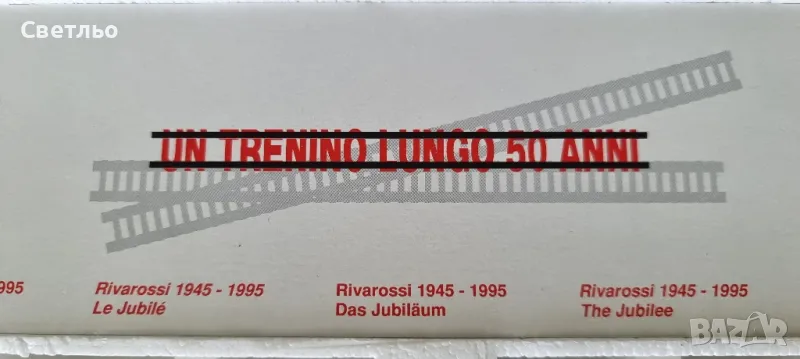 Светльо
UN TRENINO LUNGO 50 ANNI
995
Rivarossi 1945 - 1995
Le Jubilé
Rivarossi 1945 - 1995
Das Jubiläum
Rivarossi 1945 - 1995
The Jubilee
BAZAR